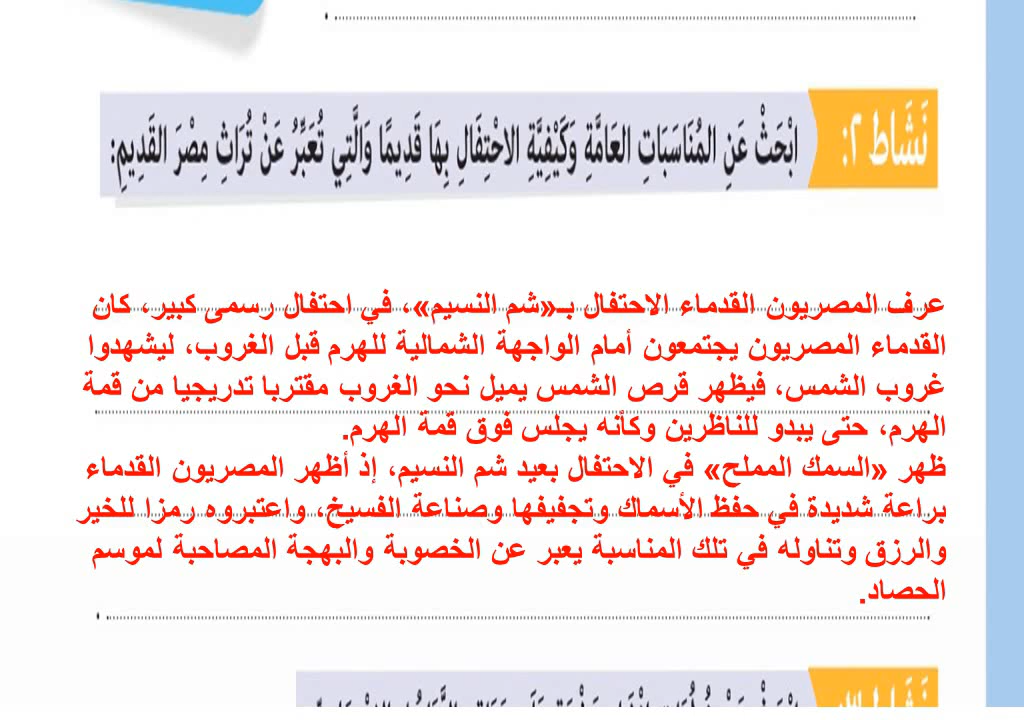 نَشَاط ٢:
ابْحَثْ عَنِ المُنَاسَبَاتِ العَامَّةِ وَكَيْفِيَّةِ الاحْتِفَالِ بِهَا قَدِيمًا وَالَّتِي تُعَبِّرُ عَنْ تُرَاثِ مِصْرَ القَدِيمِ:
عرف المصريون القدماء الاحتفال بـ«شم النسيم»، في احتفال رسمى كبير، كان
القدماء المصريون يجتمعون أمام الواجهة الشمالية للهرم قبل الغروب، ليشهدوا
غروب الشمس، فيظهر قرص الشمس يميل نحو الغروب مقتربا تدريجيا من قمة
الهرم، حتى يبدو للناظرين وكأنه يجلس فوق قمة الهرم.
ظهر «السمك المملح» في الاحتفال بعيد شم النسيم، إذ أظهر المصريون القدماء
براعة شديدة في حفظ الأسماك وتجفيفها وصناعة الفسيخ، واعتبروه رمزا للخير
والرزق وتناوله في تلك المناسبة يعبر عن الخصوبة والبهجة المصاحبة لموسم
الحصاد.